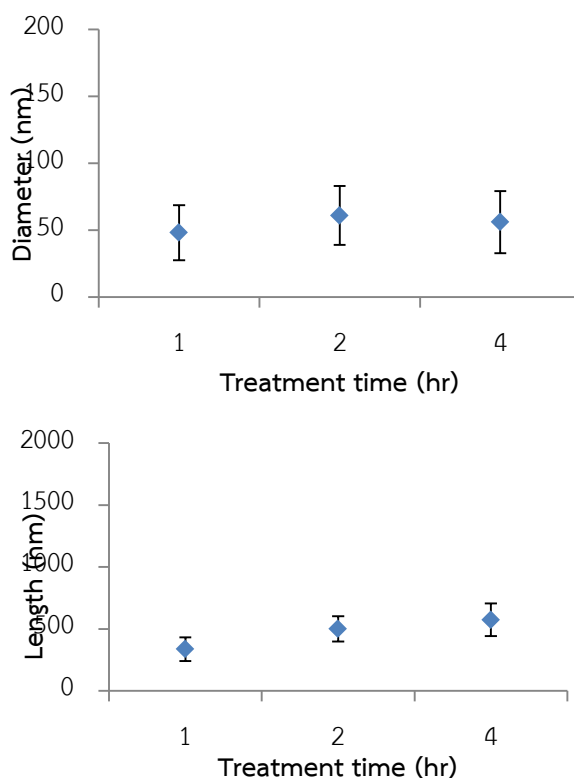 200
150
100
50
0
Diameter (nm)
1 2 4
Treatment time (hr)
2000
1500
1000
500
0
Length (nm)
1 2 4
Treatment time (hr)